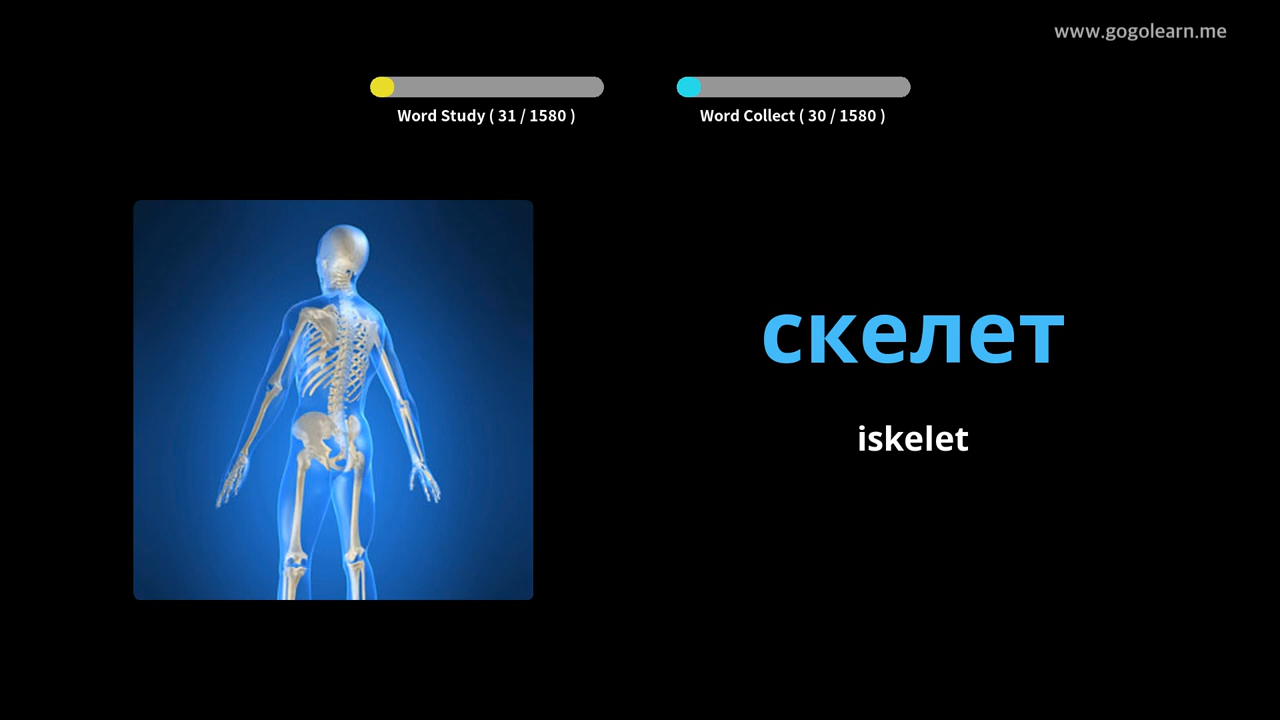 www.gogolearn.me
Word Study ( 31 / 1580 )
Word Collect ( 30 / 1580 )
скелет
iskelet